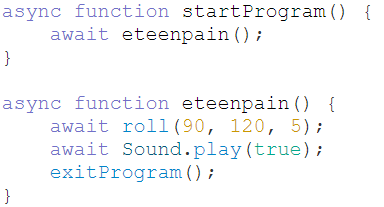 async function startProgram() {
    await eteenpain();
}

async function eteenpain() {
    await roll(90, 120, 5);
    await Sound.play(true);
    exitProgram();
}